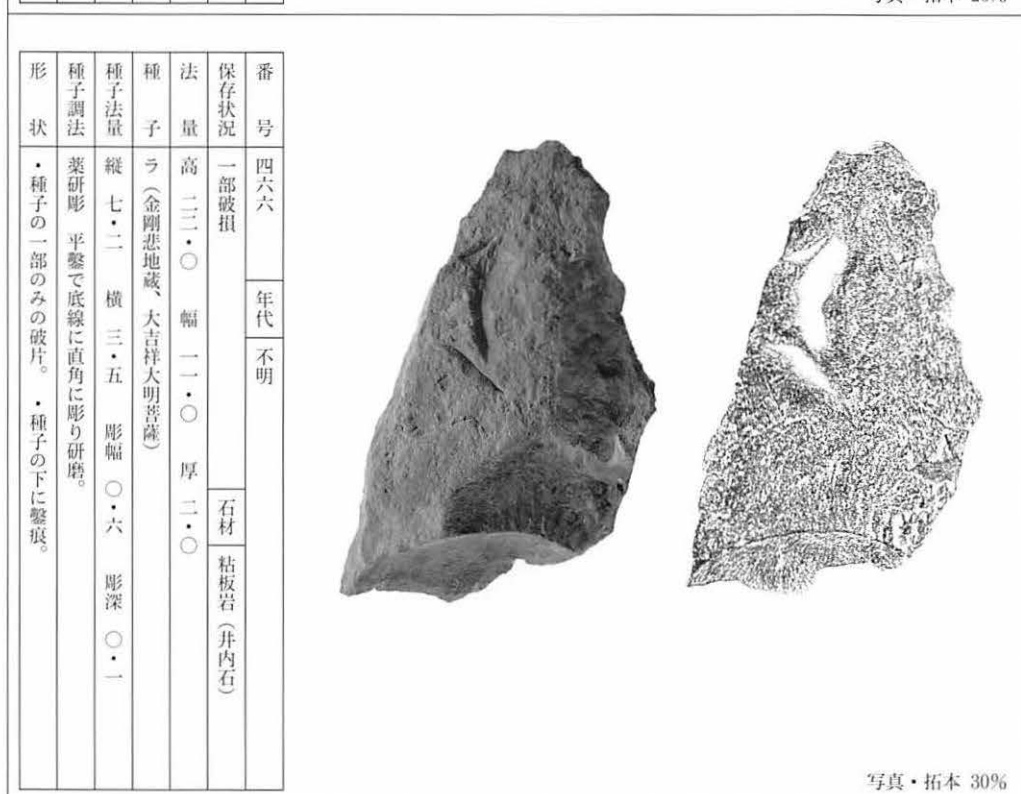 番号 四六六 年代 不明
保存状況 一部破損 石材 粘板岩（井内石）
法量 高 二二・〇 幅 一一・〇 厚 二・〇
種子 ラ（金剛悲地蔵、大吉祥大明菩薩）
種子法量 縦 七・二 横 三・五 彫幅 〇・六 彫深 〇・一
種子調法 薬研彫 平鑿で底線に直角に彫り研磨。
形状 ・種子の一部のみの破片。 ・種子の下に鑿痕。
写真・拓本 30%